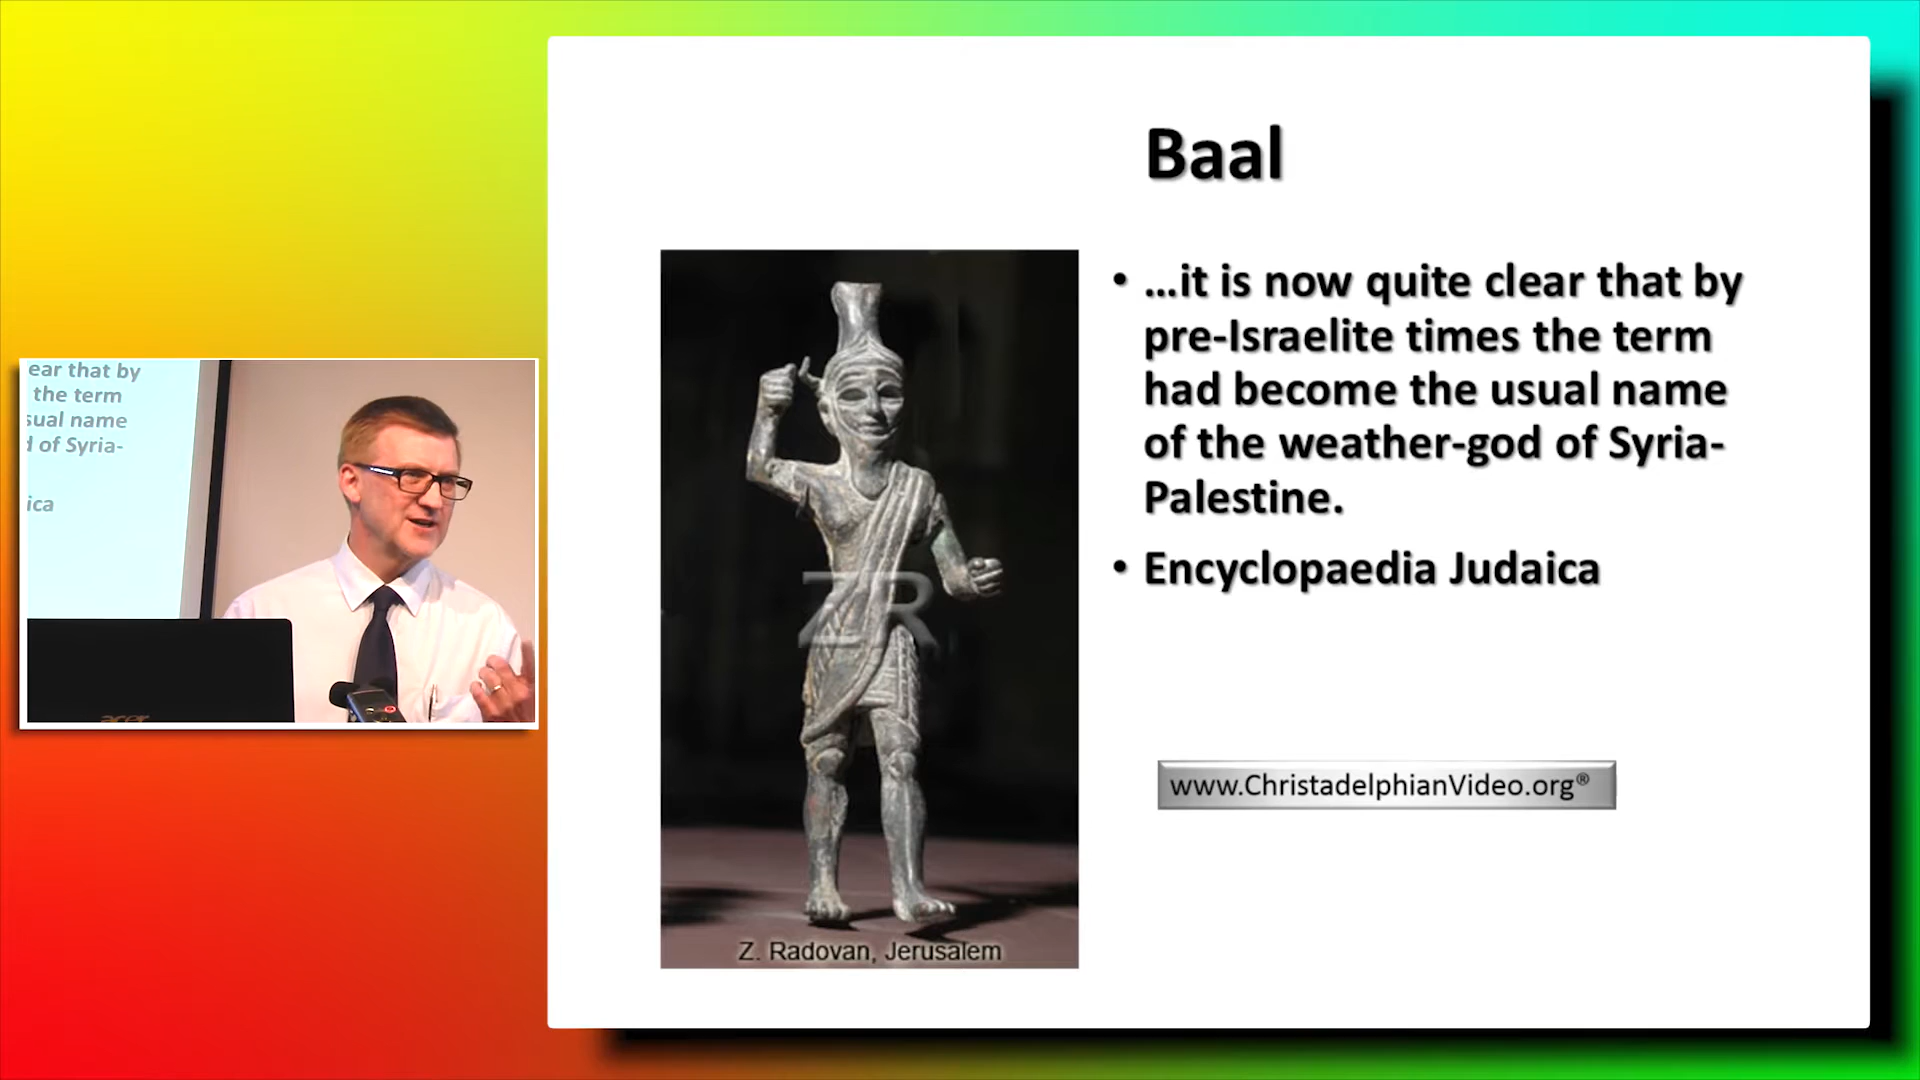 Baal
• ...it is now quite clear that by
pre-Israelite times the term
had become the usual name
of the weather-god of Syria-
Palestine.
• Encyclopaedia Judaica
www.ChristadelphianVideo.org®
ZR
Z. Radovan, Jerusalem
ear that by
the term
sual name
d of Syria-
ica
acer